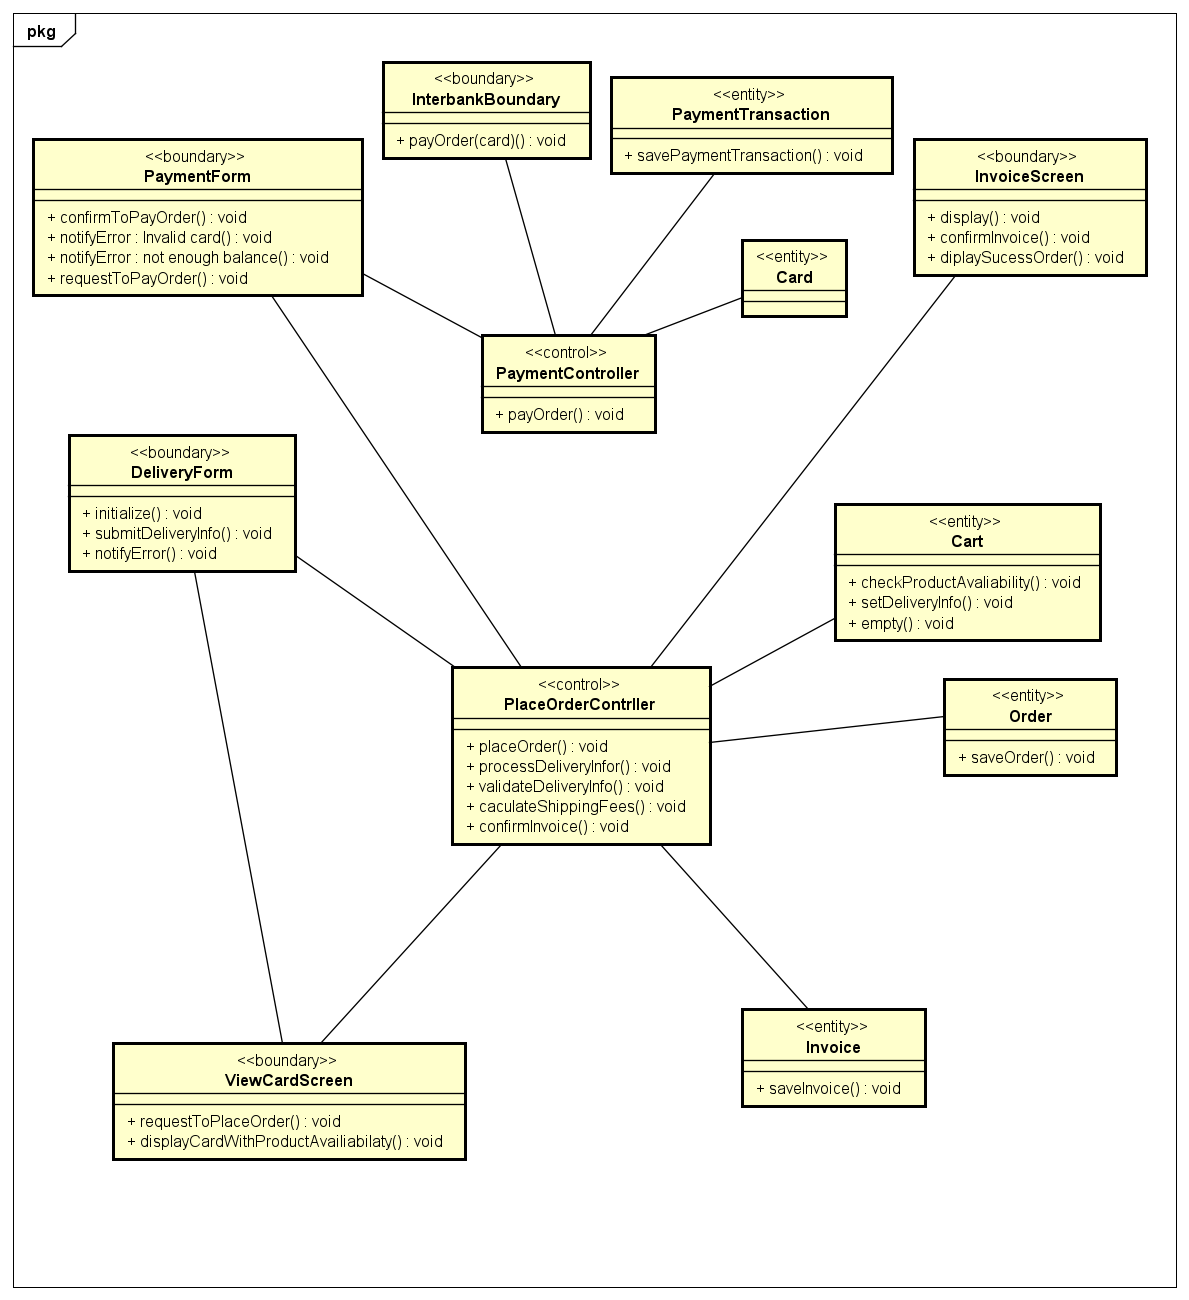 pkg
<<boundary>>
InterbankBoundary
+ payOrder(card)() : void
<<entity>>
PaymentTransaction
+ savePaymentTransaction() : void
<<boundary>>
PaymentForm
+ confirmToPayOrder() : void
+ notifyError : Invalid card() : void
+ notifyError : not enough balance() : void
+ requestToPayOrder() : void
<<boundary>>
InvoiceScreen
+ display() : void
+ confirmInvoice() : void
+ diplaySucessOrder() : void
<<entity>>
Card
<<control>>
PaymentController
+ payOrder() : void
<<boundary>>
DeliveryForm
+ initialize() : void
+ submitDeliveryInfo() : void
+ notifyError() : void
<<entity>>
Cart
+ checkProductAvaliability() : void
+ setDeliveryInfo() : void
+ empty() : void
<<control>>
PlaceOrderContrller
+ placeOrder() : void
+ processDeliveryInfor() : void
+ validateDeliveryInfo() : void
+ caculateShippingFees() : void
+ confirmInvoice() : void
<<entity>>
Order
+ saveOrder() : void
<<entity>>
Invoice
+ saveInvoice() : void
<<boundary>>
ViewCardScreen
+ requestToPlaceOrder() : void
+ displayCardWithProductAvailiabilaty() : void